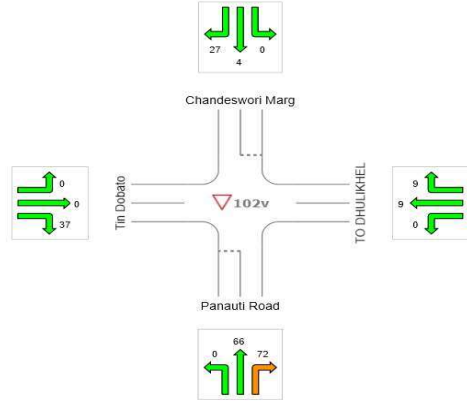 27 0
4
Chandeswori Marg
0
0
37
Tin Dobato
102v
TO DHULIKHEL
9
9
0
Panauti Road
66
0 72